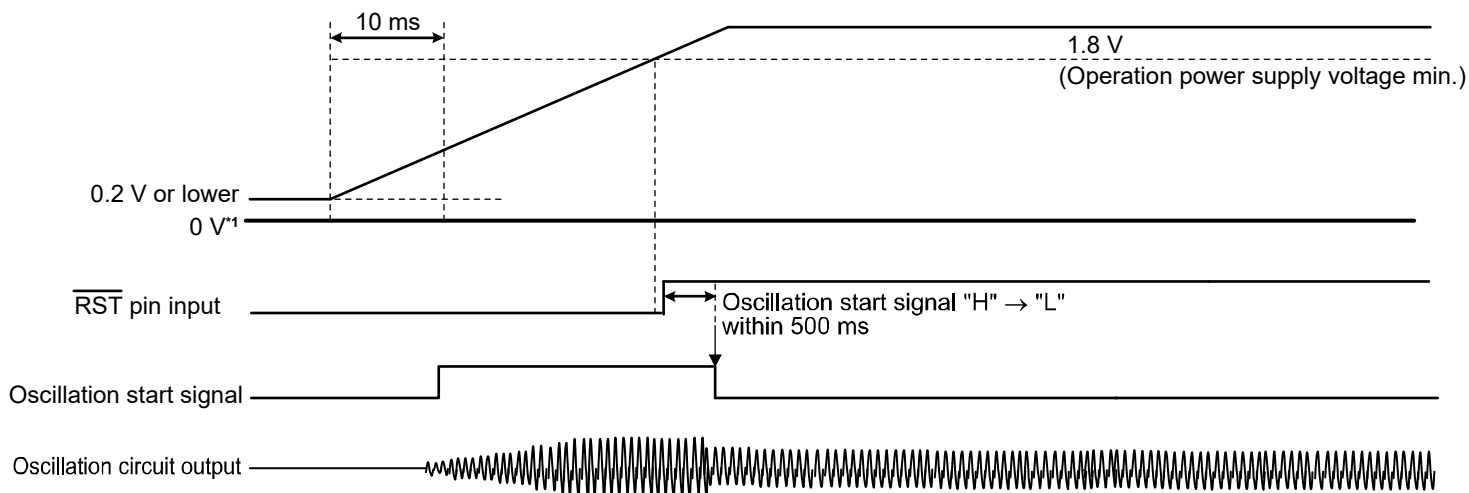 10 ms
1.8 V
(Operation power supply voltage min.)
0.2 V or lower
0 V*1
RST pin input
Oscillation start signal "H" → "L"
within 500 ms
Oscillation start signal
Oscillation circuit output